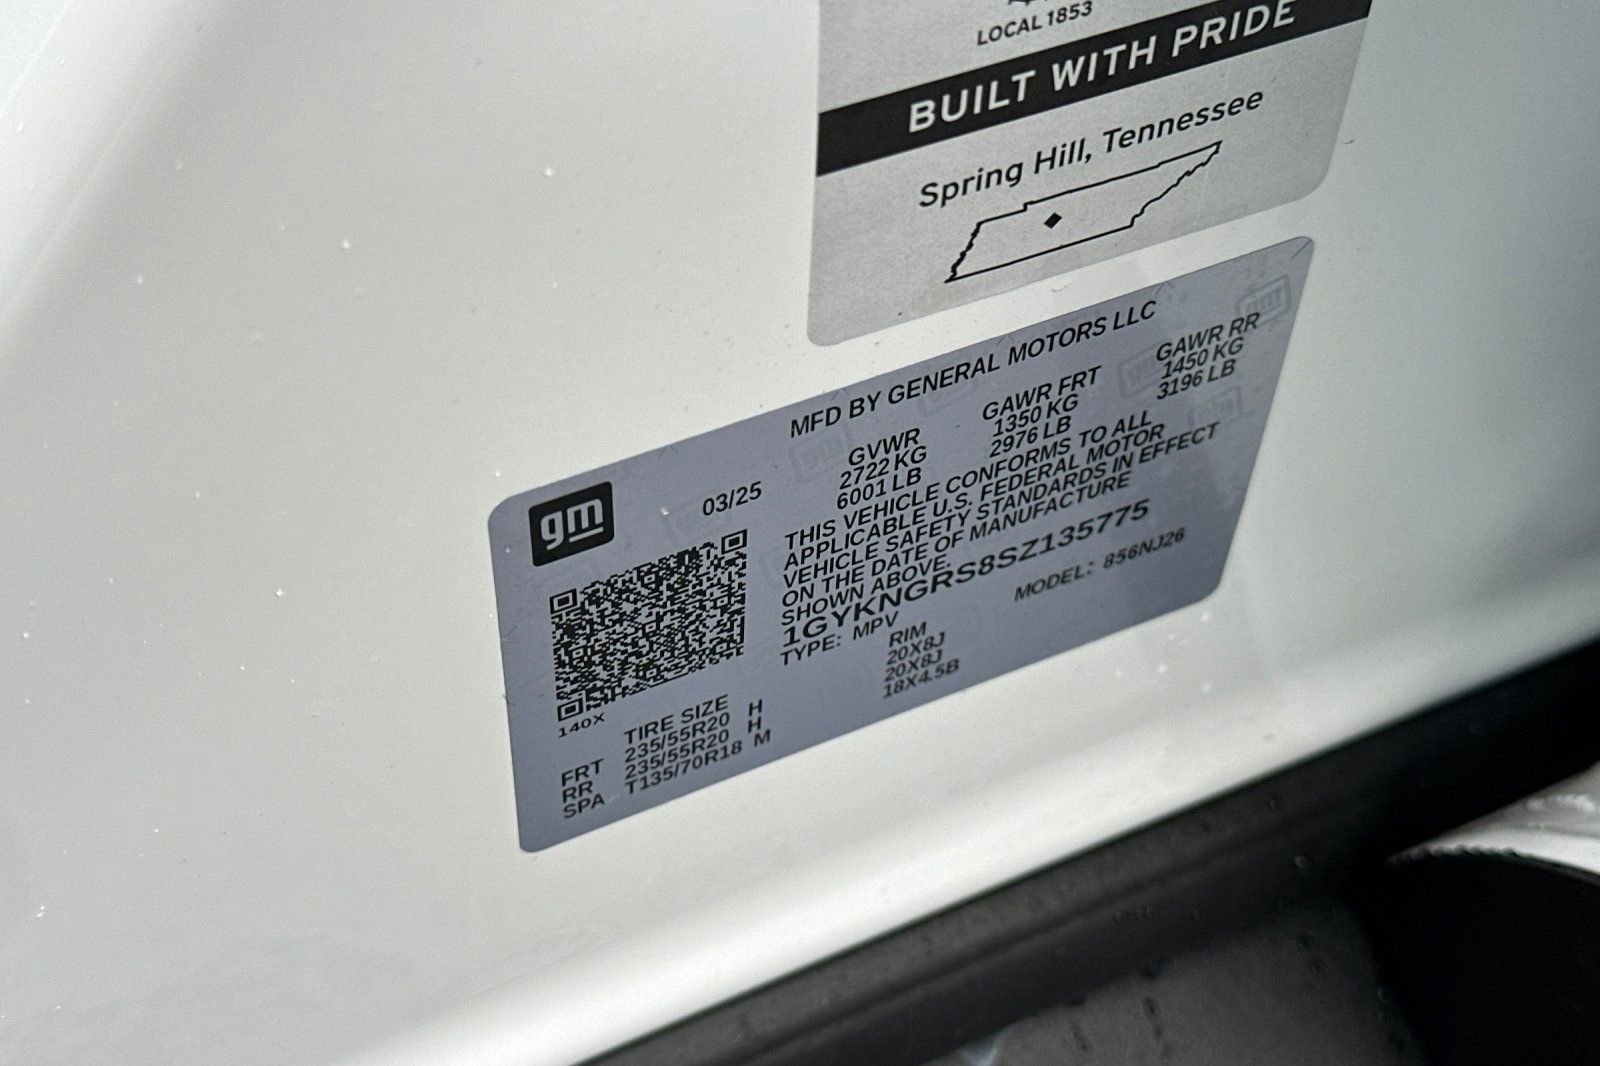 LOCAL 1853
BUILT WITH PRIDE
Spring Hill, Tennessee
MFD BY GENERAL MOTORS LLC
gm
03/25
GVWR
2722 KG
6001 LB
GAWR FRT
1350 KG
2976 LB
GAWR RR
1450 KG
3196 LB
THIS VEHICLE CONFORMS TO ALL
APPLICABLE U.S. FEDERAL MOTOR
VEHICLE SAFETY STANDARDS IN EFFECT
ON THE DATE OF MANUFACTURE
SHOWN ABOVE.
1GYKNGRS8SZ135775
TYPE: MPV
MODEL: 856NJ26
140X
TIRE SIZE RIM
FRT 235/55R20 H 20X8J
RR 235/55R20 H 20X8J
SPA T135/70R18 M 18X4.5B